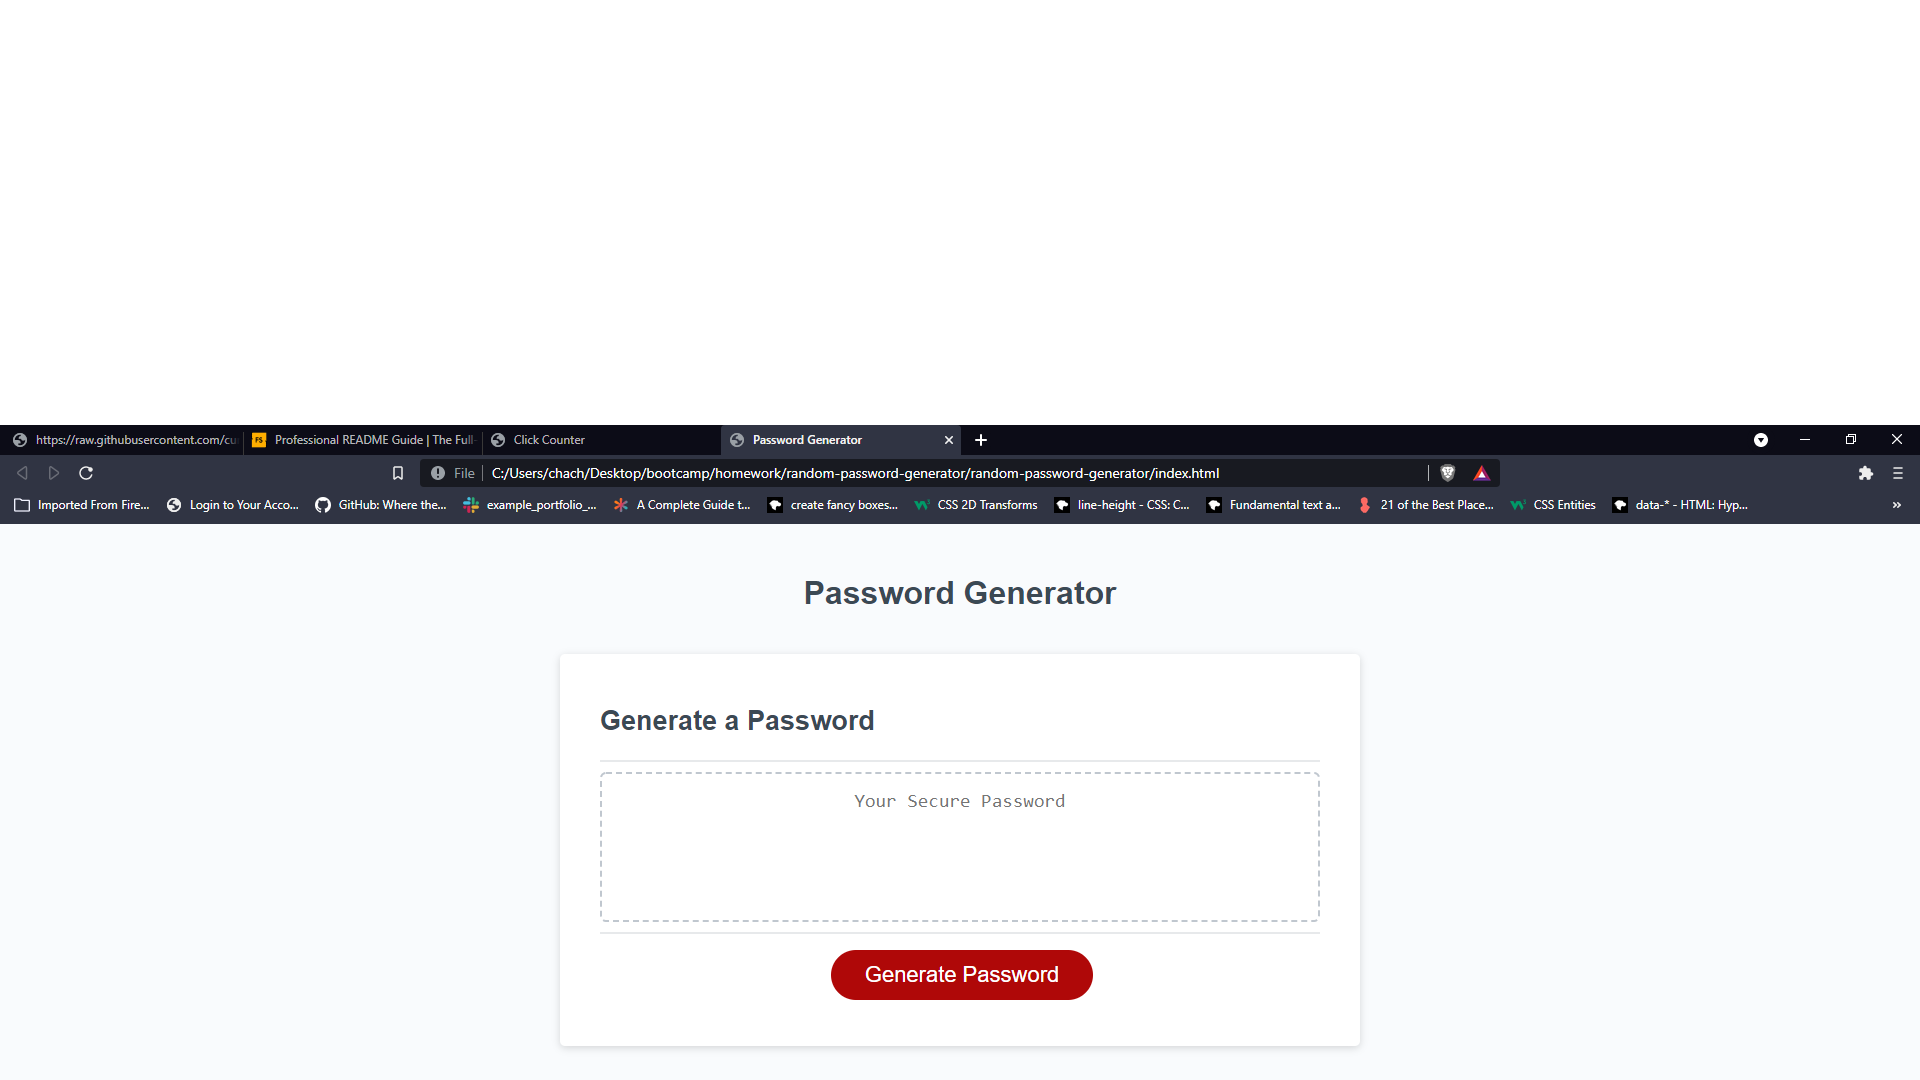 https://raw.githubusercontent.com/cu
FS Professional README Guide | The Full-
Click Counter
Password Generator
File C:/Users/chach/Desktop/bootcamp/homework/random-password-generator/random-password-generator/index.html
Imported From Fire... Login to Your Acco... GitHub: Where the... example_portfolio_... A Complete Guide t... create fancy boxes... CSS 2D Transforms line-height - CSS: C... Fundamental text a... 21 of the Best Place... CSS Entities data-* - HTML: Hyp... »
Password Generator
Generate a Password
Your Secure Password
Generate Password